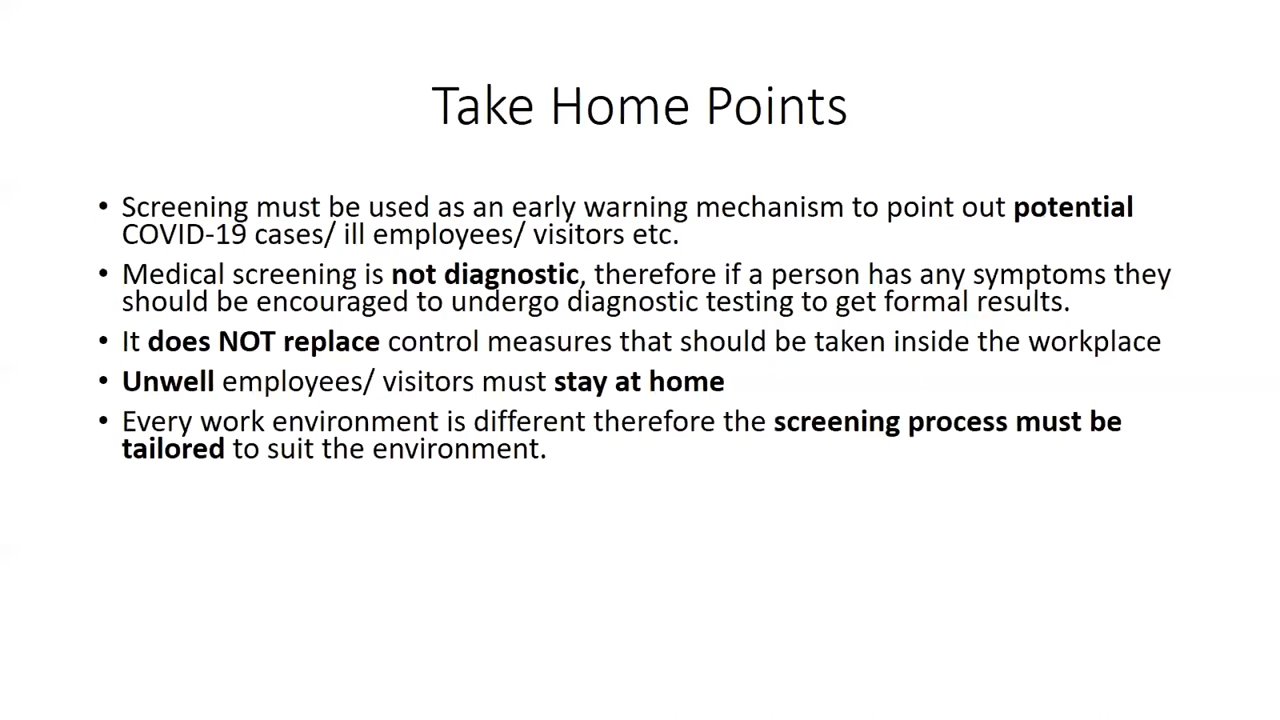 Take Home Points
• Screening must be used as an early warning mechanism to point out potential
COVID-19 cases/ ill employees/ visitors etc.
• Medical screening is not diagnostic, therefore if a person has any symptoms they
should be encouraged to undergo diagnostic testing to get formal results.
• It does NOT replace control measures that should be taken inside the workplace
• Unwell employees/ visitors must stay at home
• Every work environment is different therefore the screening process must be
tailored to suit the environment.